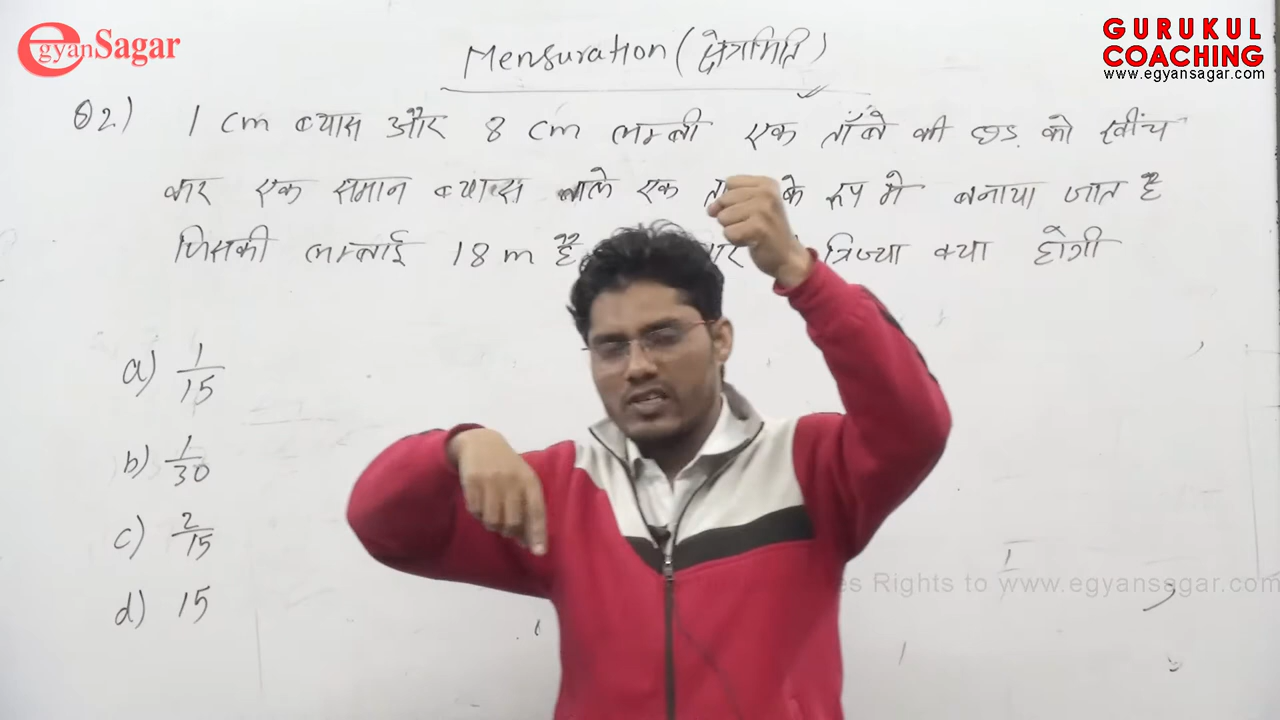 egyanSagar
GURUKUL
COACHING
www.egyansagar.com
Mensuration (क्षेत्रमिति)
Q2) 1 cm व्यास और 8 cm लम्बी एक ताँबे की छड़ को खींच
कर एक समान व्यास वाले एक के रूप मे बनाया जात है
जिसकी लम्बाई 18 m है त्रिज्या क्या होगी
a) 1/15
b) 1/30
c) 2/15
d) 15
es Rights to www.egyansagar.com